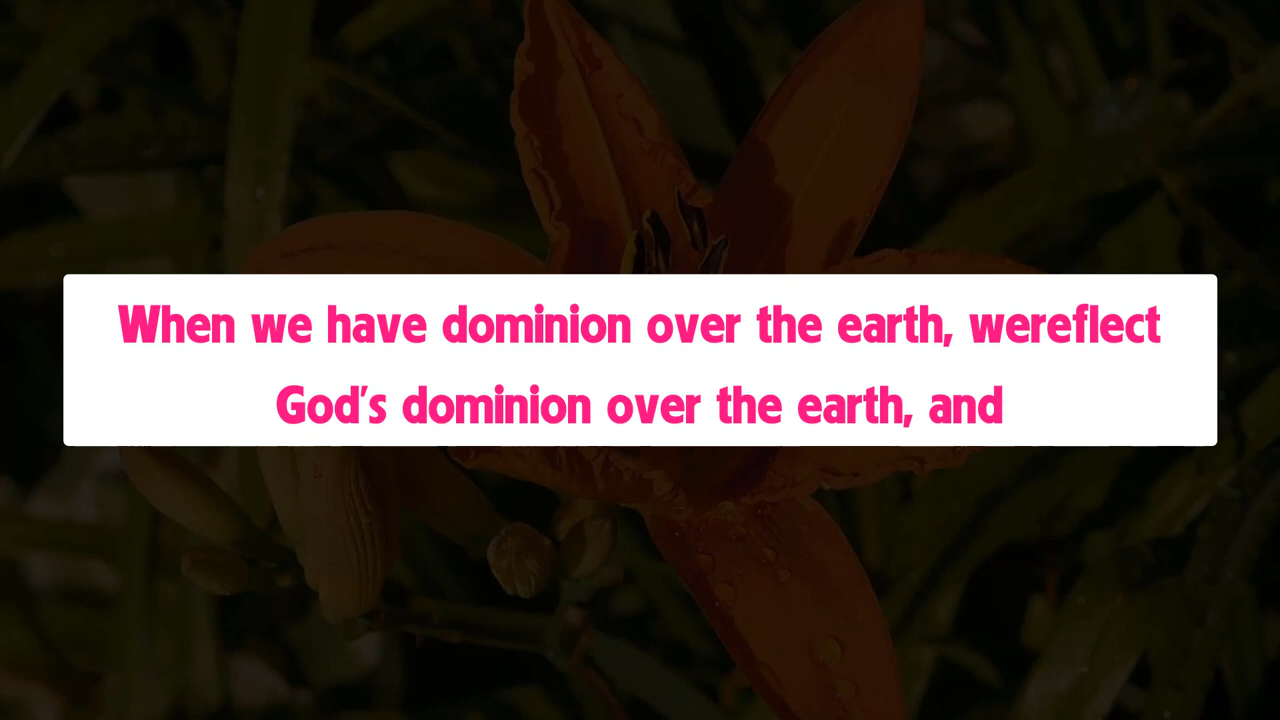 When we have dominion over the earth, wereflect
God's dominion over the earth, and